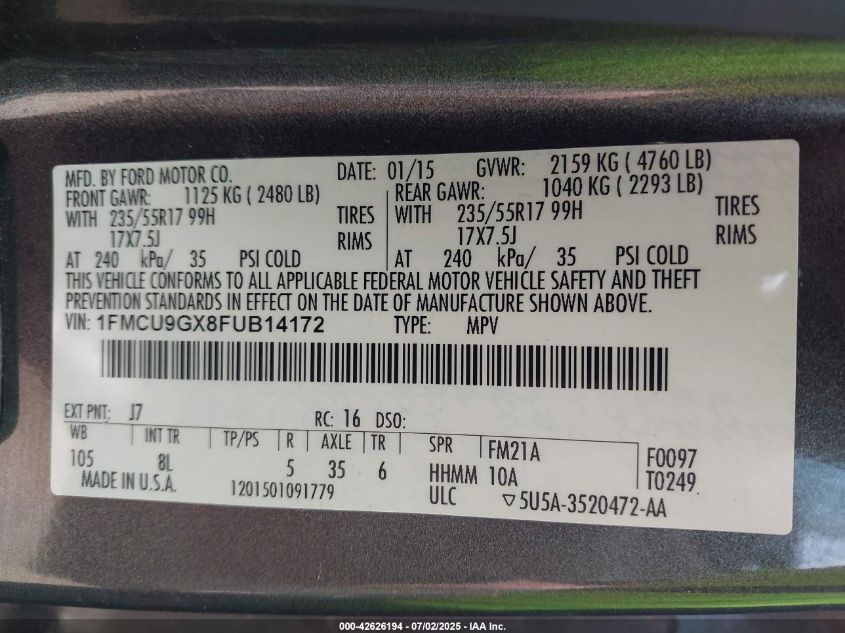 MFD. BY FORD MOTOR CO. DATE: 01/15 GVWR: 2159 KG ( 4760 LB)
FRONT GAWR: 1125 KG ( 2480 LB) REAR GAWR: 1040 KG ( 2293 LB)
WITH 235/55R17 99H TIRES WITH 235/55R17 99H TIRES
17X7.5J RIMS 17X7.5J RIMS
AT 240 kPa/ 35 PSI COLD AT 240 kPa/ 35 PSI COLD
THIS VEHICLE CONFORMS TO ALL APPLICABLE FEDERAL MOTOR VEHICLE SAFETY AND THEFT
PREVENTION STANDARDS IN EFFECT ON THE DATE OF MANUFACTURE SHOWN ABOVE.
VIN: 1FMCU9GX8FUB14172 TYPE: MPV
EXT PNT: J7 RC: 16 DSO:
WB INT TR TP/PS R AXLE TR SPR FM21A F0097
105 8L 5 35 6 HHMM 10A T0249
MADE IN U.S.A. 1201501091779 ULC ▽5U5A-3520472-AA
000-42626194 - 07/02/2025 - IAA Inc.